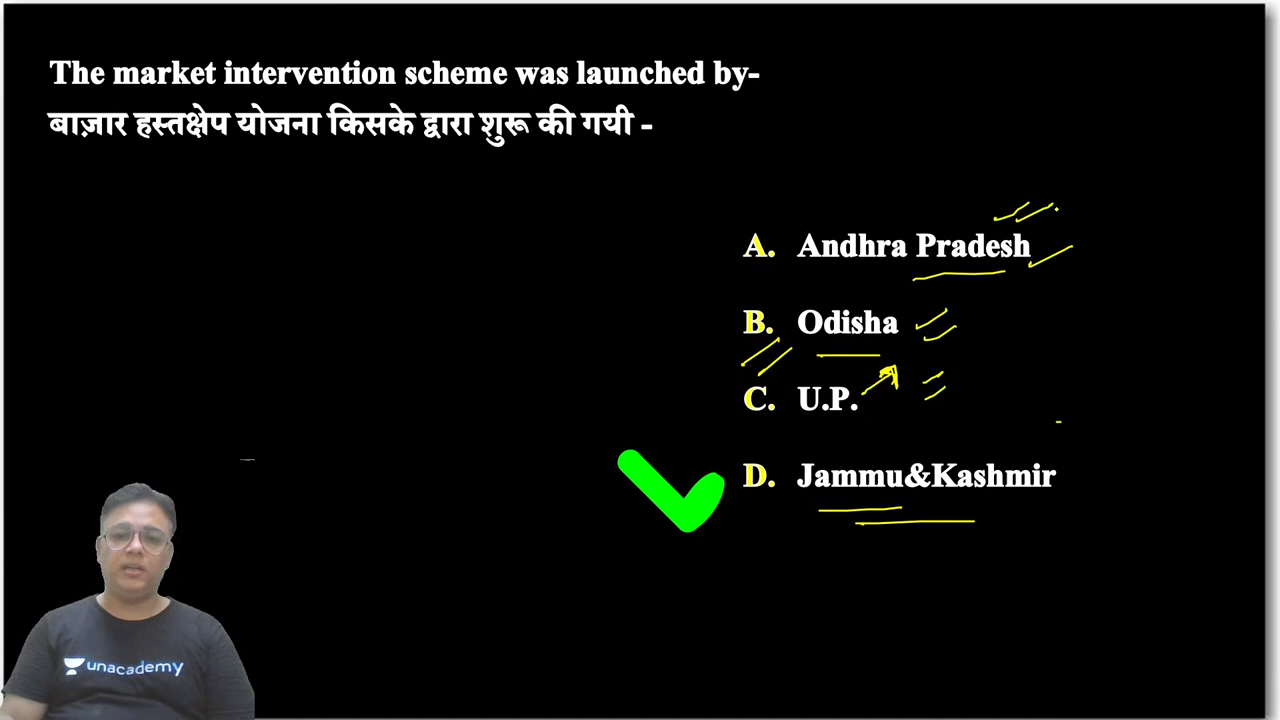 The market intervention scheme was launched by-
बाज़ार हस्तक्षेप योजना किसके द्वारा शुरू की गयी -
A. Andhra Pradesh
B. Odisha
C. U.P.
D. Jammu&Kashmir
unacademy